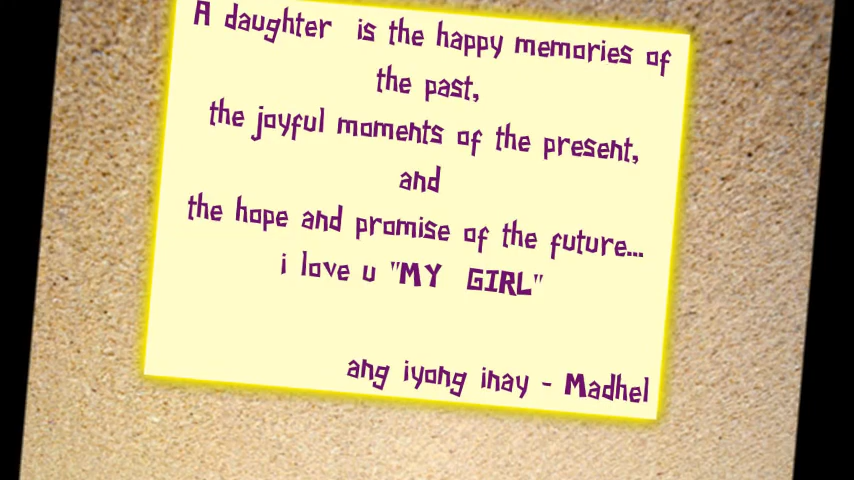 A daughter is the happy memories of
the past,
the joyful moments of the present,
and
the hope and promise of the future...
i love u "MY GIRL"
ang iyong inay - Madhel